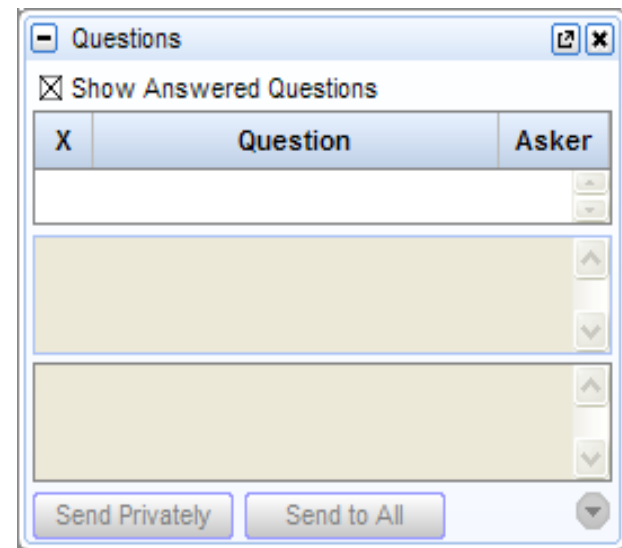 Questions
Show Answered Questions
X Question Asker
Send Privately Send to All